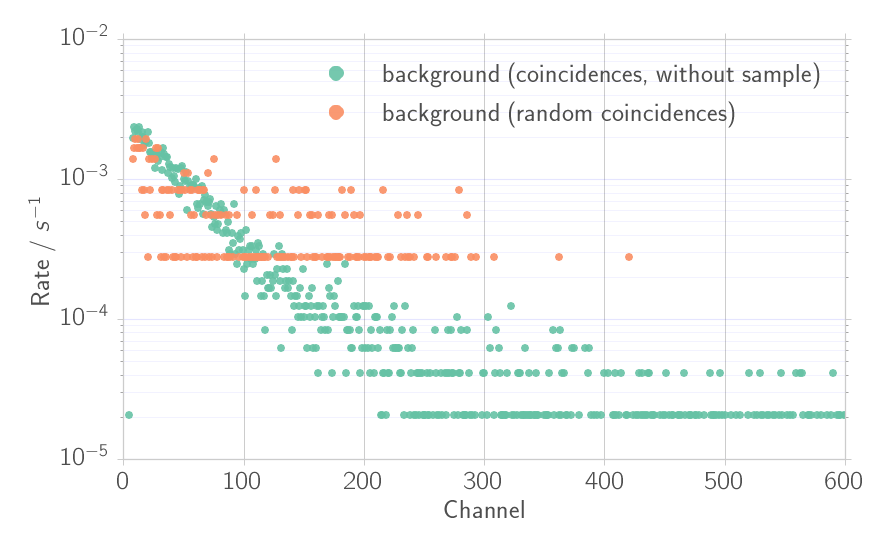 10⁻²
background (coincidences, without sample)
background (random coincidences)
10⁻³
Rate / s⁻¹
10⁻⁴
10⁻⁵
0 100 200 300 400 500 600
Channel